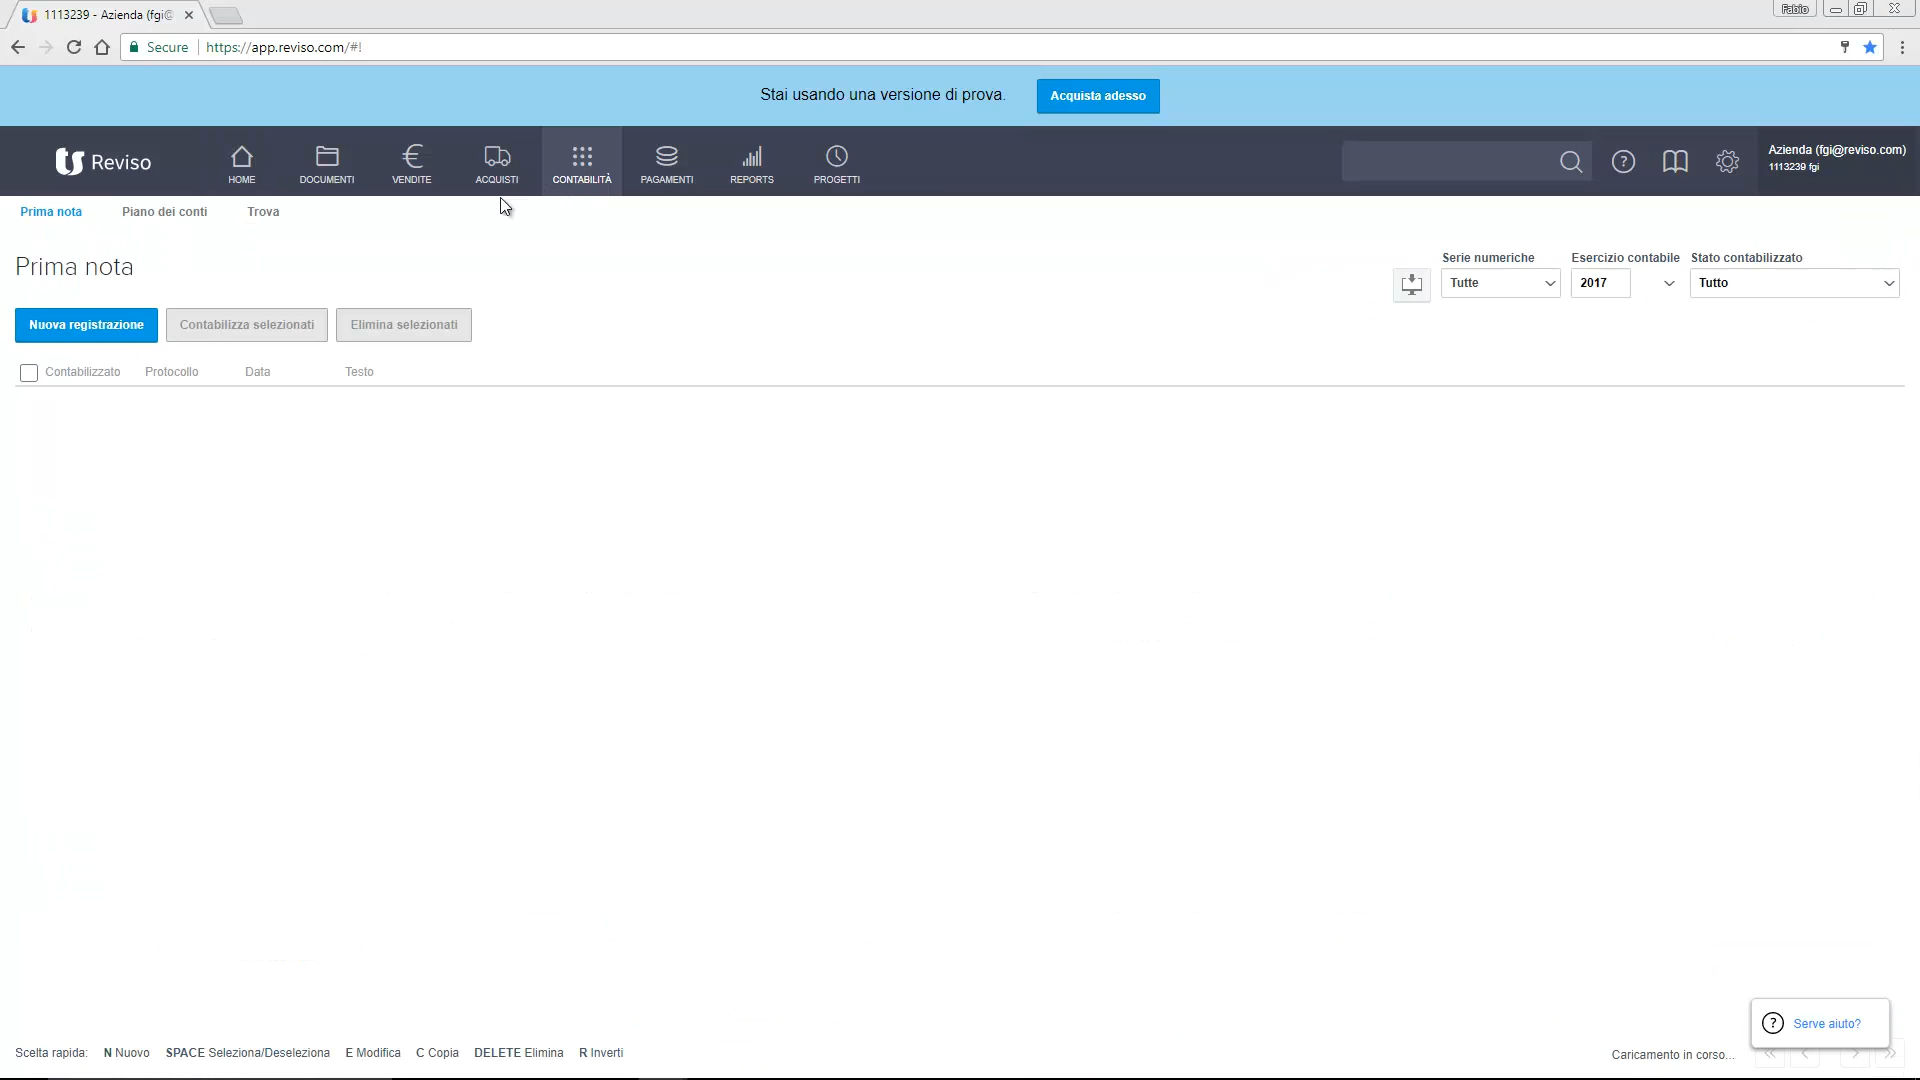 1113239 - Azienda (fgi@
Fabio
Secure
https://app.reviso.com/#!
Stai usando una versione di prova.
Acquista adesso
Reviso
HOME
DOCUMENTI
VENDITE
ACQUISTI
CONTABILITÀ
PAGAMENTI
REPORTS
PROGETTI
Azienda (fgi@reviso.com)
1113239 fgi
Prima nota
Piano dei conti
Trova
Prima nota
Serie numeriche
Esercizio contabile
Stato contabilizzato
Tutte
2017
Tutto
Nuova registrazione
Contabilizza selezionati
Elimina selezionati
Contabilizzato
Protocollo
Data
Testo
Serve aiuto?
Scelta rapida: N Nuovo SPACE Seleziona/Deseleziona E Modifica C Copia DELETE Elimina R Inverti
Caricamento in corso...